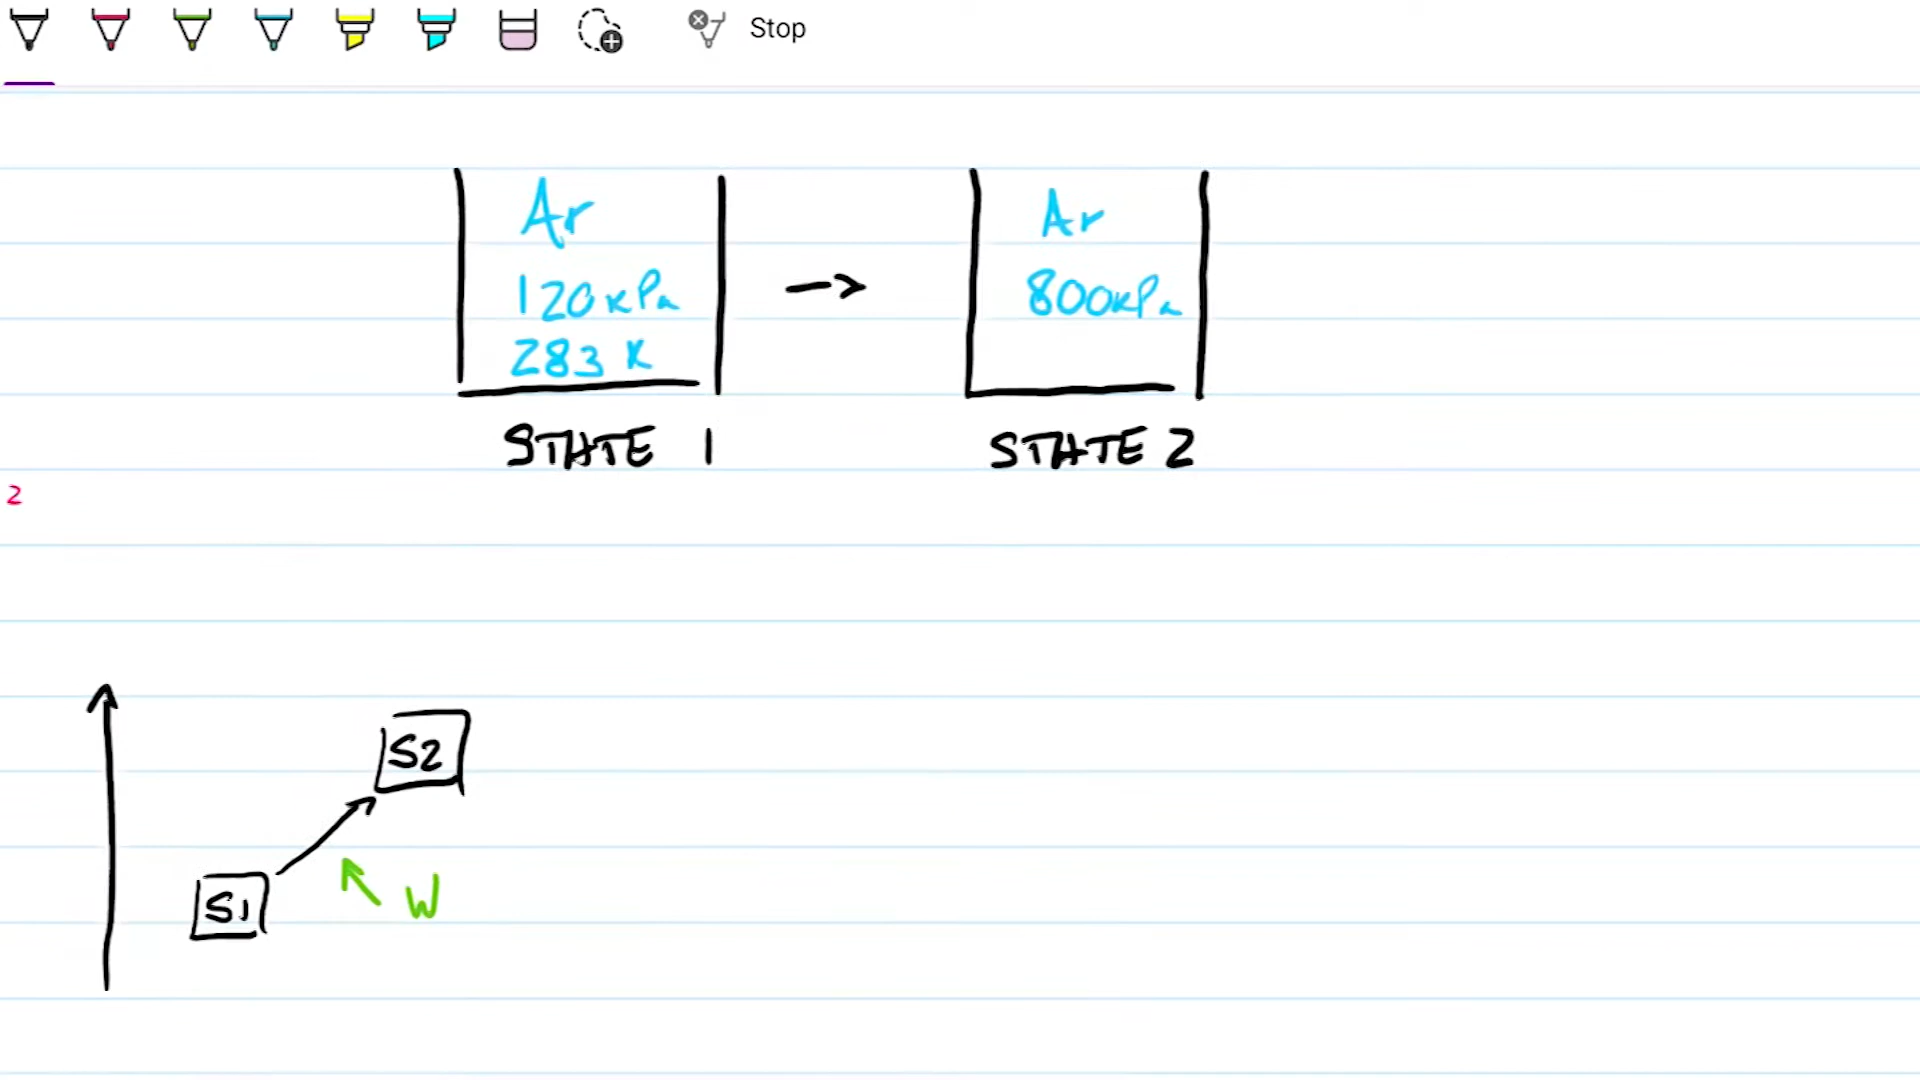 Stop
Ar
120 kPa
283 K
STATE 1
->
Ar
800 kPa
STATE 2
2
S2
S1
W